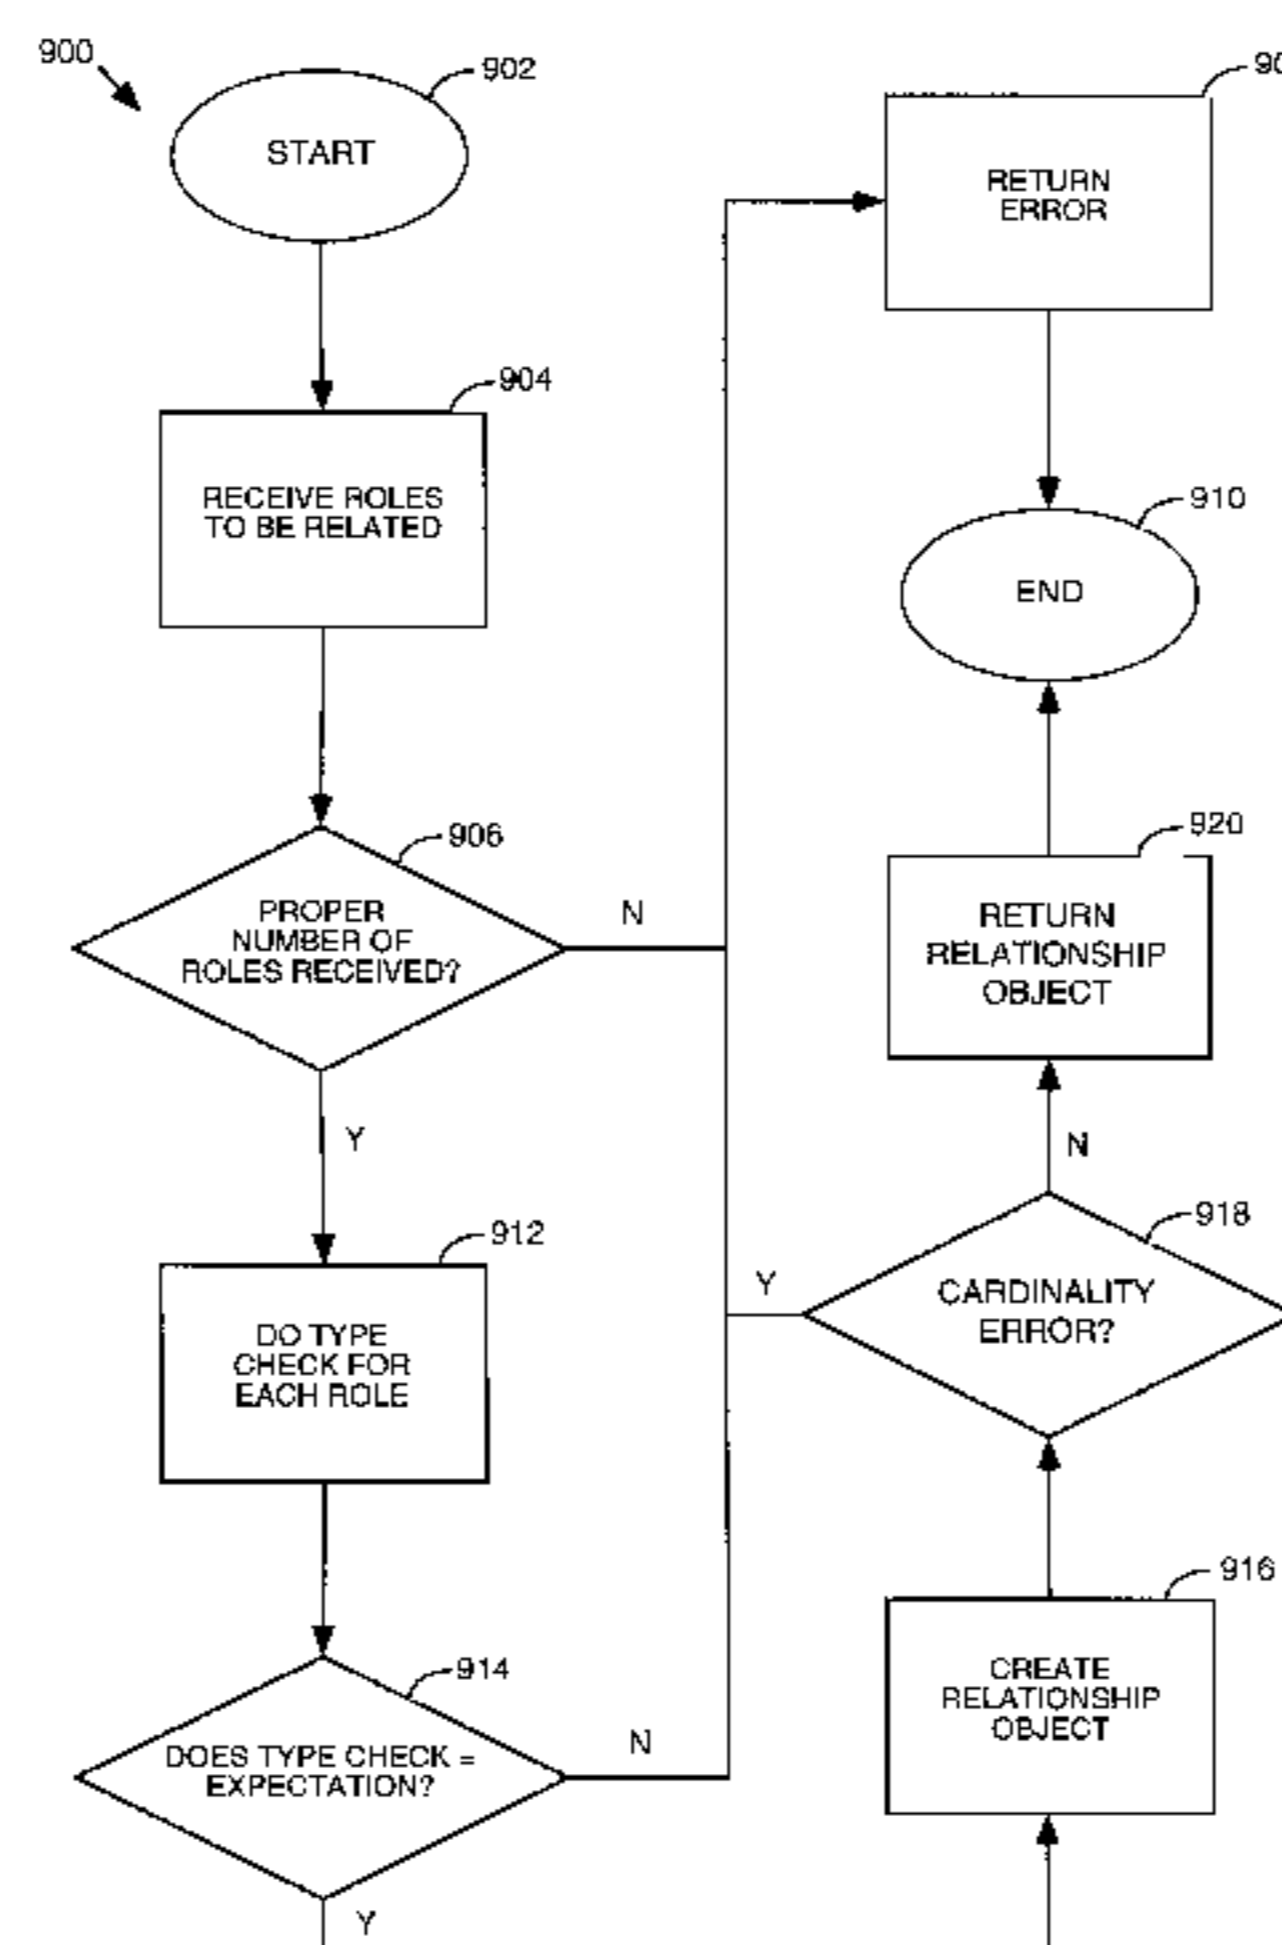 900
902
START
904
RECEIVE ROLES
TO BE RELATED
906
PROPER
NUMBER OF
ROLES RECEIVED?
N
Y
912
DO TYPE
CHECK FOR
EACH ROLE
914
DOES TYPE CHECK =
EXPECTATION?
N
Y
RETURN
ERROR
910
END
920
RETURN
RELATIONSHIP
OBJECT
N
918
CARDINALITY
ERROR?
Y
916
CREATE
RELATIONSHIP
OBJECT